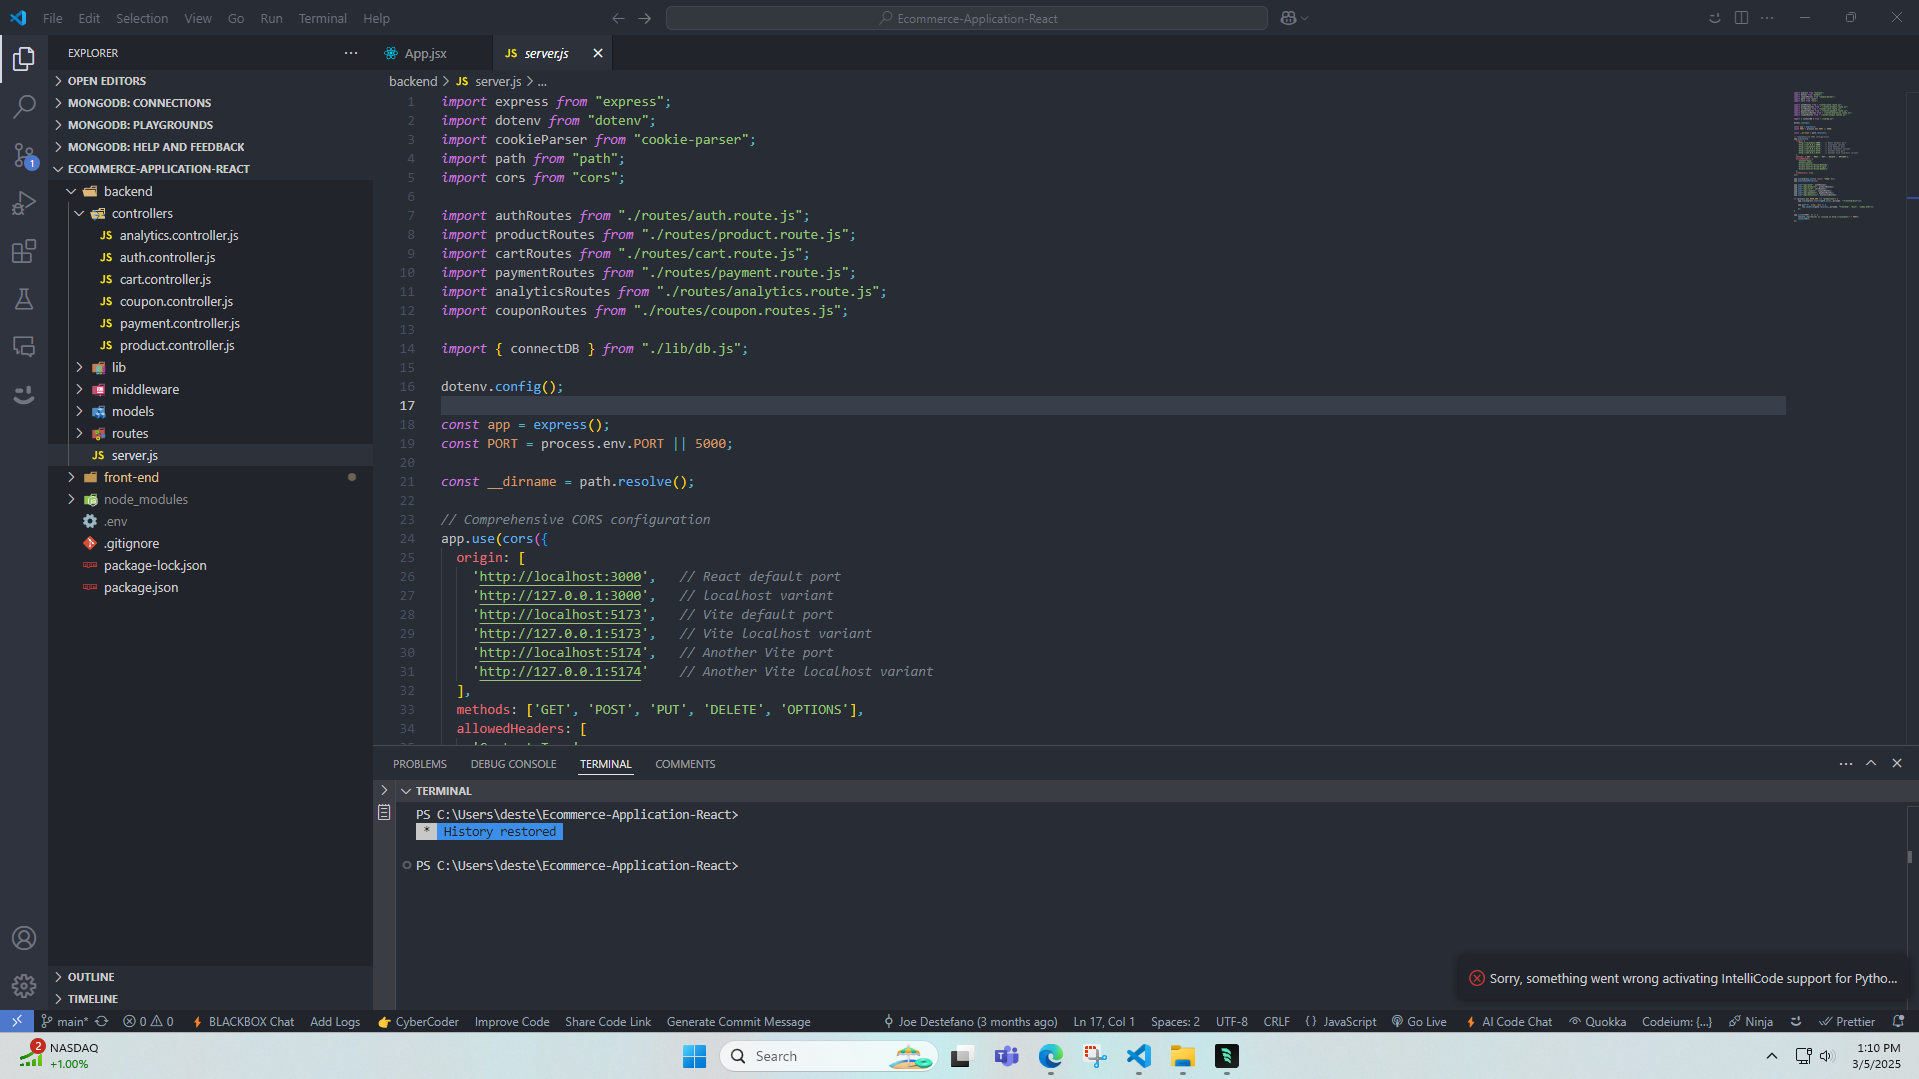 File Edit Selection View Go Run Terminal Help
Ecommerce-Application-React
EXPLORER
OPEN EDITORS
MONGODB: CONNECTIONS
MONGODB: PLAYGROUNDS
MONGODB: HELP AND FEEDBACK
ECOMMERCE-APPLICATION-REACT
backend
controllers
JS analytics.controller.js
JS auth.controller.js
JS cart.controller.js
JS coupon.controller.js
JS payment.controller.js
JS product.controller.js
lib
middleware
models
routes
JS server.js
front-end
node_modules
.env
.gitignore
package-lock.json
package.json
OUTLINE
TIMELINE
1
App.jsx
JS server.js
backend > JS server.js > ...
1 import express from "express";
2 import dotenv from "dotenv";
3 import cookieParser from "cookie-parser";
4 import path from "path";
5 import cors from "cors";
6
7 import authRoutes from "./routes/auth.route.js";
8 import productRoutes from "./routes/product.route.js";
9 import cartRoutes from "./routes/cart.route.js";
10 import paymentRoutes from "./routes/payment.route.js";
11 import analyticsRoutes from "./routes/analytics.route.js";
12 import couponRoutes from "./routes/coupon.routes.js";
13
14 import { connectDB } from "./lib/db.js";
15
16 dotenv.config();
17
18 const app = express();
19 const PORT = process.env.PORT || 5000;
20
21 const __dirname = path.resolve();
22
23 // Comprehensive CORS configuration
24 app.use(cors({
25 origin: [
26 'http://localhost:3000', // React default port
27 'http://127.0.0.1:3000', // localhost variant
28 'http://localhost:5173', // Vite default port
29 'http://127.0.0.1:5173', // Vite localhost variant
30 'http://localhost:5174', // Another Vite port
31 'http://127.0.0.1:5174' // Another Vite localhost variant
32 ],
33 methods: ['GET', 'POST', 'PUT', 'DELETE', 'OPTIONS'],
34 allowedHeaders: [
PROBLEMS DEBUG CONSOLE TERMINAL COMMENTS
TERMINAL
PS C:\Users\deste\Ecommerce-Application-React>
* History restored
PS C:\Users\deste\Ecommerce-Application-React>
Sorry, something went wrong activating IntelliCode support for Pytho...
main* 0 0 BLACKBOX Chat Add Logs CyberCoder Improve Code Share Code Link Generate Commit Message Joe Destefano (3 months ago) Ln 17, Col 1 Spaces: 2 UTF-8 CRLF {} JavaScript Go Live AI Code Chat Quokka Codeium: {...} Ninja Prettier
2 NASDAQ
+1.00%
Search
1:10 PM
3/5/2025